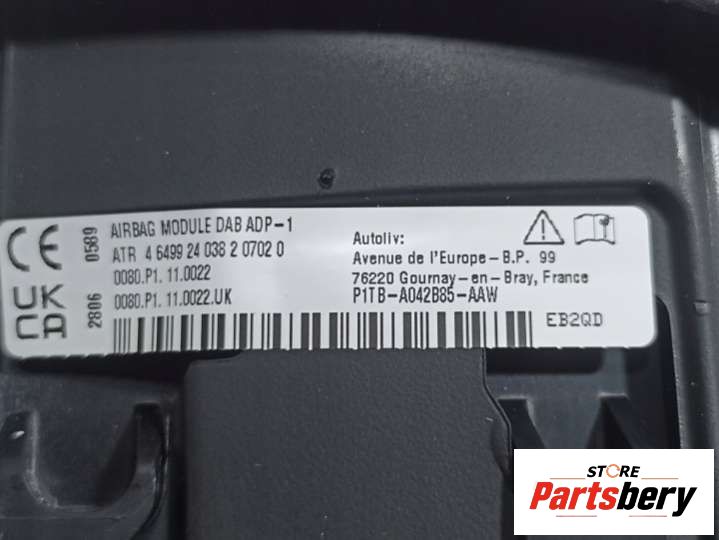 CE 0589
AIRBAG MODULE DAB ADP-1
ATR 4 6499 24 038 2 0702 0
0080.P1. 11.0022
UK
CA 2806
0080.P1. 11.0022.UK
Autoliv:
Avenue de l'Europe-B.P. 99
76220 Gournay-en-Bray, France
P1TB-A042B85-AAW
EB2QD
STORE
Partsbery